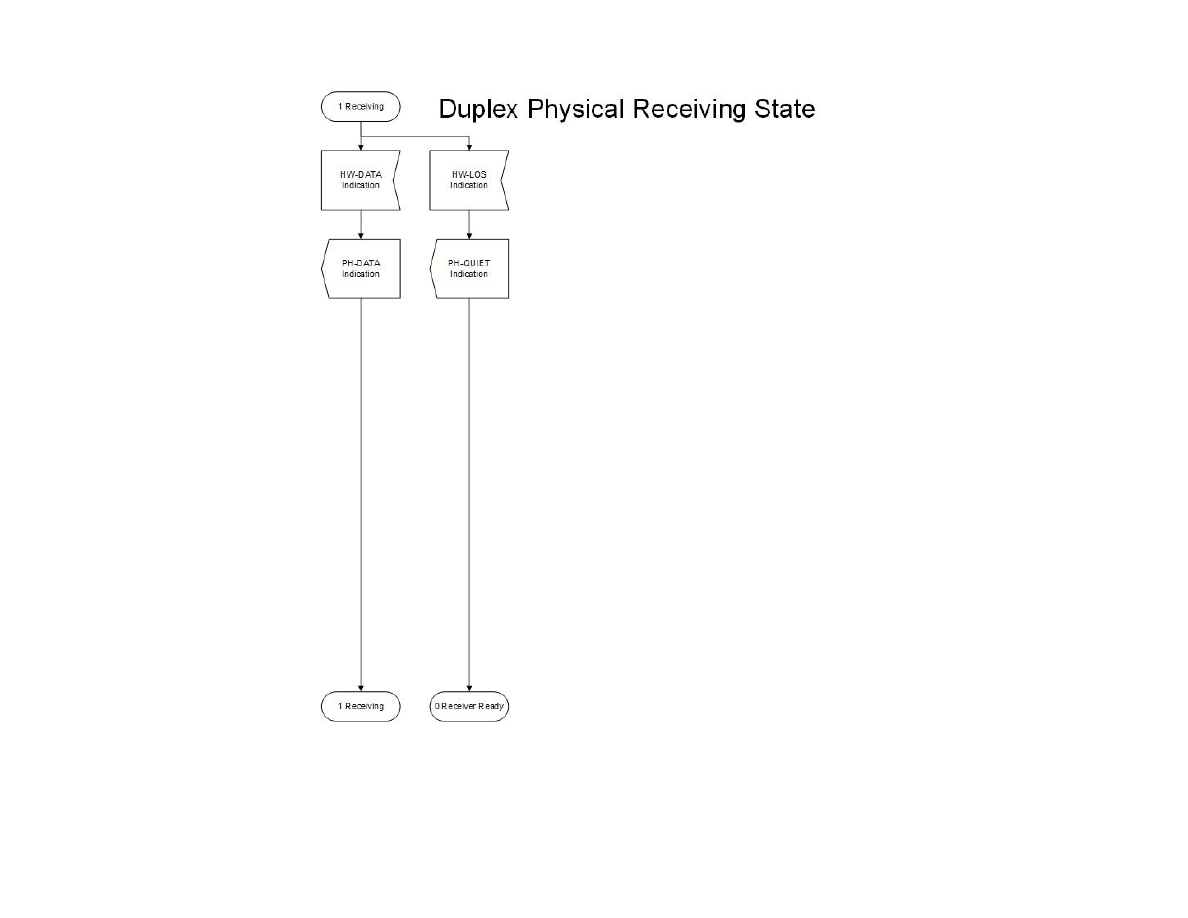 1 Receiving
Duplex Physical Receiving State
HW-DATA
Indication
HW-LOS
Indication
PH-DATA
Indication
PH-QUIET
Indication
1 Receiving
0 Receiver Ready